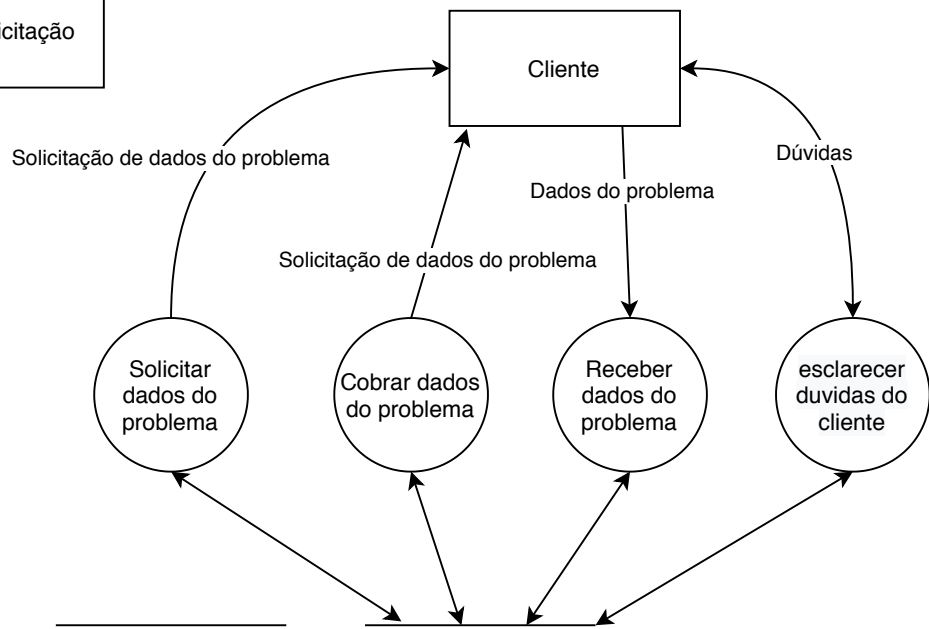 Cliente
Solicitação de dados do problema
Dúvidas
Dados do problema
Solicitação de dados do problema
Solicitar
dados do
problema
Cobrar dados
do problema
Receber
dados do
problema
esclarecer
duvidas do
cliente